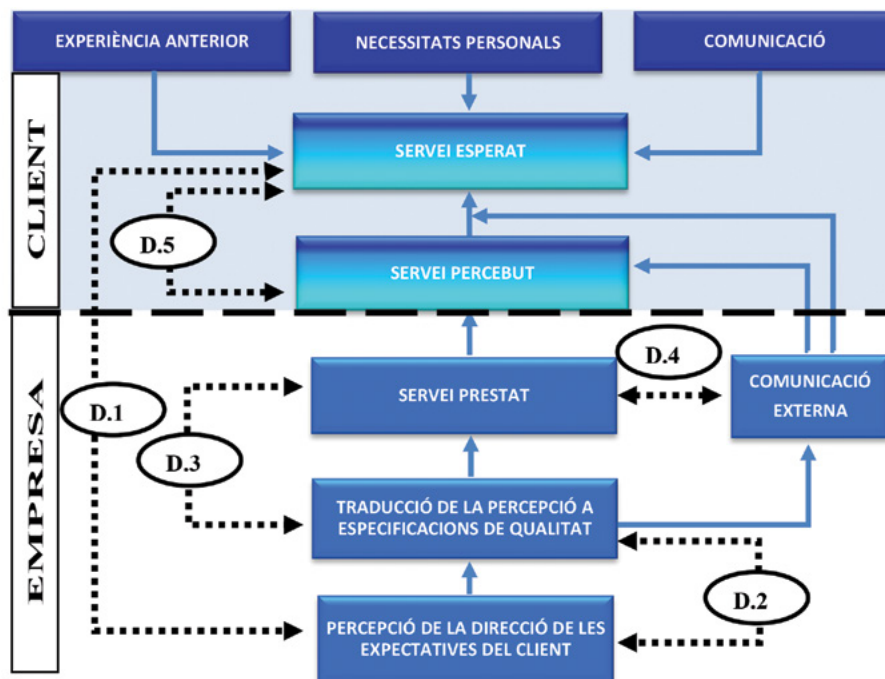 EXPERIÈNCIA ANTERIOR
NECESSITATS PERSONALS
COMUNICACIÓ
CLIENT
SERVEI ESPERAT
D.5
SERVEI PERCEBUT
EMPRESA
D.4
SERVEI PRESTAT
COMUNICACIÓ
EXTERNA
D.1
D.3
TRADUCCIÓ DE LA PERCEPCIÓ A
ESPECIFICACIONS DE QUALITAT
D.2
PERCEPCIÓ DE LA DIRECCIÓ DE LES
EXPECTATIVES DEL CLIENT